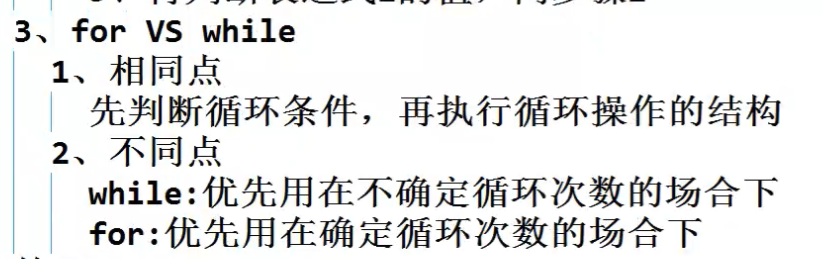 3、for VS while
1、相同点
先判断循环条件，再执行循环操作的结构
2、不同点
while:优先用在不确定循环次数的场合下
for:优先用在确定循环次数的场合下